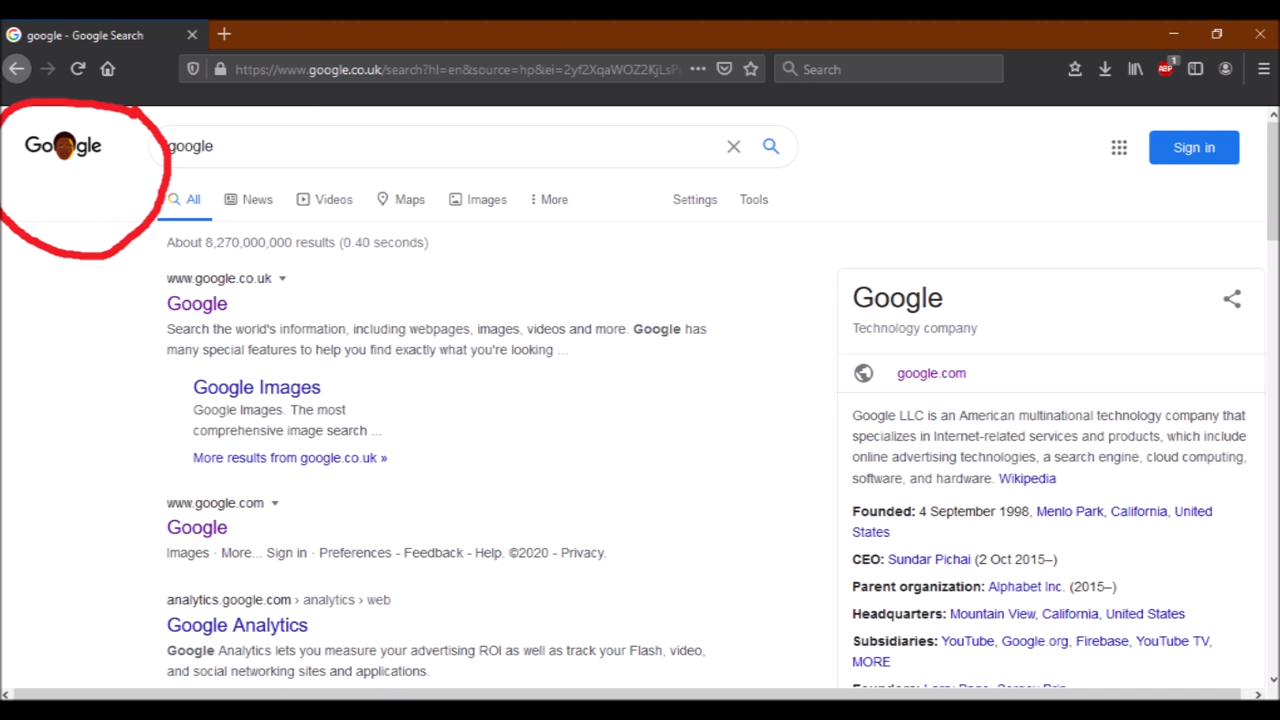 google - Google Search
https://www.google.co.uk/search?hl=en&source=hp&ei=2yf2XqaWOZ2KjLsP
Search
ABP
1
Google
google
Sign in
All
News
Videos
Maps
Images
More
Settings
Tools
About 8,270,000,000 results (0.40 seconds)
www.google.co.uk
Google
Search the world's information, including webpages, images, videos and more. Google has
many special features to help you find exactly what you're looking ...
Google Images
Google Images. The most
comprehensive image search ...
More results from google.co.uk »
www.google.com
Google
Images · More... Sign in · Preferences - Feedback - Help. ©2020 - Privacy.
analytics.google.com › analytics › web
Google Analytics
Google Analytics lets you measure your advertising ROI as well as track your Flash, video,
and social networking sites and applications.
Google
Technology company
google.com
Google LLC is an American multinational technology company that
specializes in Internet-related services and products, which include
online advertising technologies, a search engine, cloud computing,
software, and hardware. Wikipedia
Founded: 4 September 1998, Menlo Park, California, United
States
CEO: Sundar Pichai (2 Oct 2015–)
Parent organization: Alphabet Inc. (2015–)
Headquarters: Mountain View, California, United States
Subsidiaries: YouTube, Google.org, Firebase, YouTube TV,
MORE
Founders: Larry Page, Sergey Brin